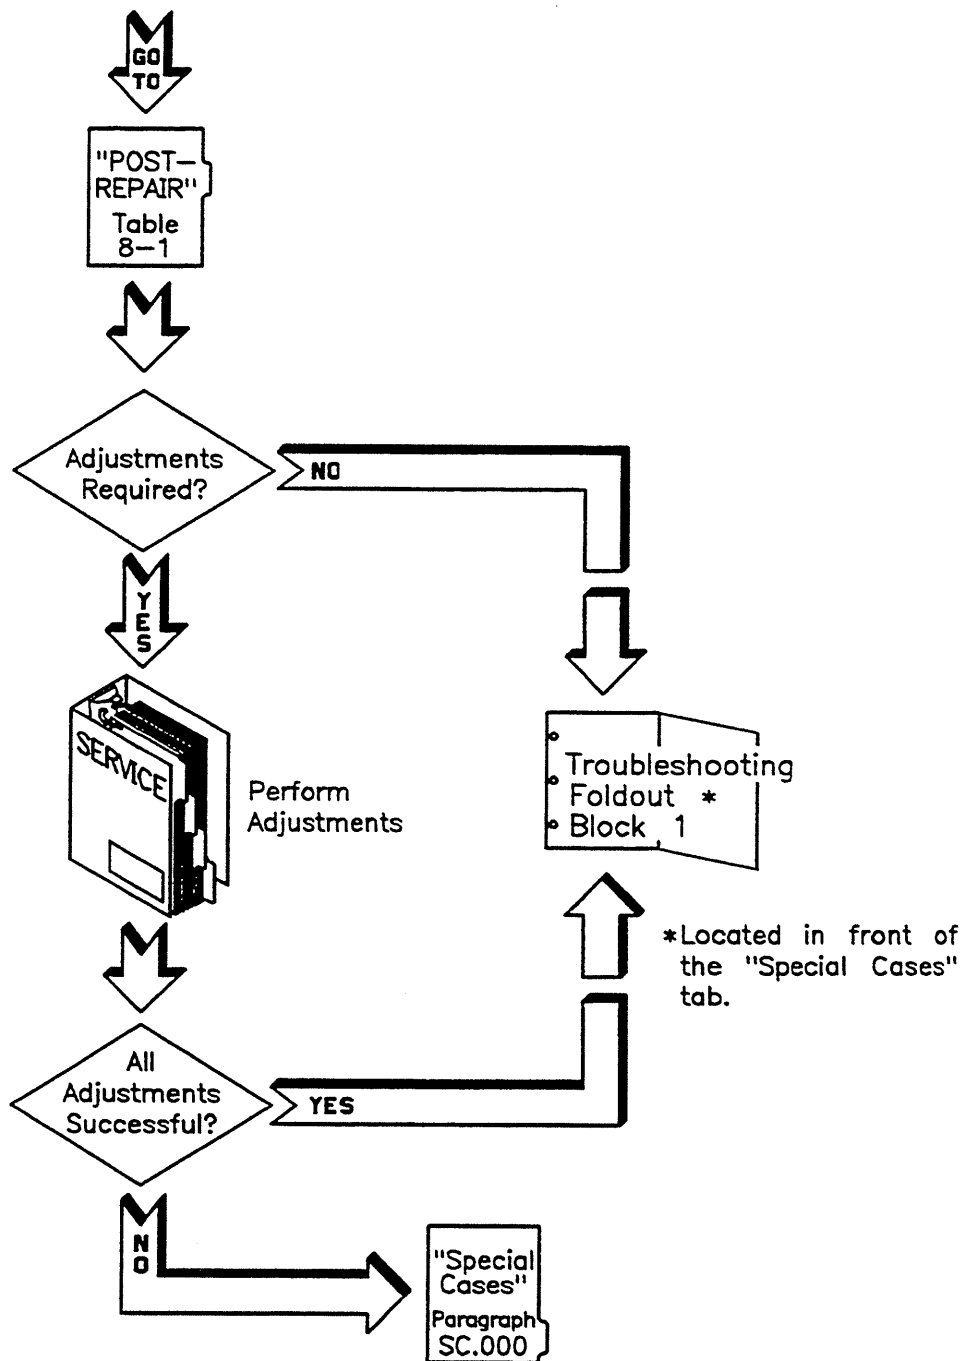 GO
TO
"POST-
REPAIR"
Table
8-1
Adjustments
Required?
NO
YES
SERVICE
Perform
Adjustments
Troubleshooting
Foldout *
Block 1
*Located in front of
the "Special Cases"
tab.
All
Adjustments
Successful?
YES
NO
"Special
Cases"
Paragraph
SC.000